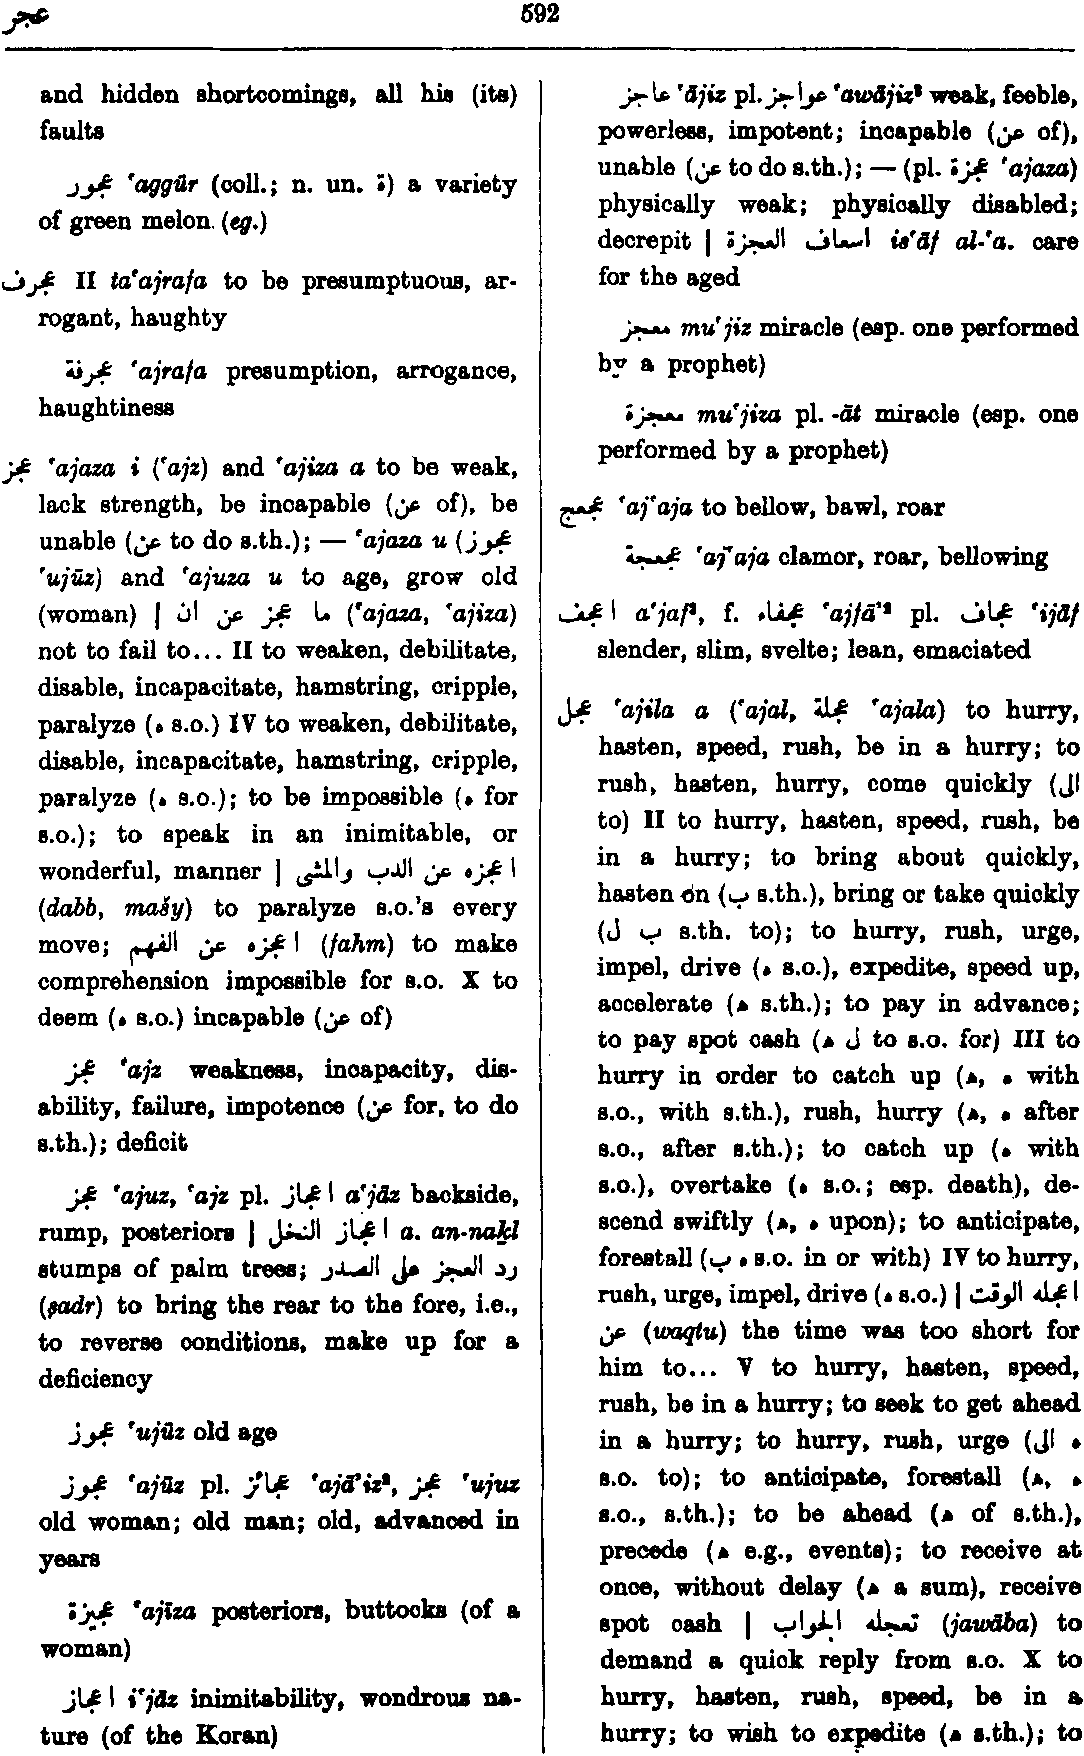 عجر
592
and hidden shortcomings, all his (its)
faults
عجور ‘aggūr (coll.; n. un. ة) a variety
of green melon (eg.)
عجرف II ta‘ajrafa to be presumptuous, ar-
rogant, haughty
عجرفة ‘ajrafa presumption, arrogance,
haughtiness
عجز ‘ajaza i (‘ajz) and ‘ajiza a to be weak,
lack strength, be incapable (عن of), be
unable (عن to do s.th.); — ‘ajaza u (عجوز
‘ujūz) and ‘ajuza u to age, grow old
(woman) | ما عجز عن ان (‘ajaza, ‘ajiza)
not to fail to... II to weaken, debilitate,
disable, incapacitate, hamstring, cripple,
paralyze (ه s.o.) IV to weaken, debilitate,
disable, incapacitate, hamstring, cripple,
paralyze (ه s.o.); to be impossible (ه for
s.o.); to speak in an inimitable, or
wonderful, manner | اعجزه عن الدب والمشى
(dabb, mašy) to paralyze s.o.’s every
move; اعجزه عن الفهم (fahm) to make
comprehension impossible for s.o. X to
deem (ه s.o.) incapable (عن of)
عجز ‘ajz weakness, incapacity, dis-
ability, failure, impotence (عن for, to do
s.th.); deficit
عجز ‘ajuz, ‘ajz pl. اعجاز a‘jāz backside,
rump, posteriors | اعجاز النخل a. an-naḵl
stumps of palm trees; رد العجز على الصدر
(ṣadr) to bring the rear to the fore, i.e.,
to reverse conditions, make up for a
deficiency
عجوز ‘ujūz old age
عجوز ‘ajūz pl. عجائز ‘ajā’iz², عجز ‘ujuz
old woman; old man; old, advanced in
years
عجيزة ‘ajīza posteriors, buttocks (of a
woman)
اعجاز i‘jāz inimitability, wondrous na-
ture (of the Koran)
عاجز ‘ājiz pl. عواجز ‘awājiz² weak, feeble,
powerless, impotent; incapable (عن of),
unable (عن to do s.th.); — (pl. عجزة ‘ajaza)
physically weak; physically disabled;
decrepit | اسعاف العجزة is‘āf al-‘a. care
for the aged
معجز mu‘jiz miracle (esp. one performed
by a prophet)
معجزة mu‘jiza pl. -āt miracle (esp. one
performed by a prophet)
عجعج ‘aj‘aja to bellow, bawl, roar
عجعجة ‘aj‘aja clamor, roar, bellowing
اعجف a‘jaf², f. عجفاء ‘ajfā’² pl. عجاف ‘ijāf
slender, slim, svelte; lean, emaciated
عجل ‘ajila a (‘ajal, عجلة ‘ajala) to hurry,
hasten, speed, rush, be in a hurry; to
rush, hasten, hurry, come quickly (الى
to) II to hurry, hasten, speed, rush, be
in a hurry; to bring about quickly,
hasten on (ب s.th.), bring or take quickly
(ب ل s.th. to); to hurry, rush, urge,
impel, drive (ه s.o.), expedite, speed up,
accelerate (ه s.th.); to pay in advance;
to pay spot cash (ل ه to s.o. for) III to
hurry in order to catch up (ه, ه with
s.o., with s.th.), rush, hurry (ه, ه after
s.o., after s.th.); to catch up (ه with
s.o.), overtake (ه s.o.; esp. death), de-
scend swiftly (ه, ه upon); to anticipate,
forestall (ه ب s.o. in or with) IV to hurry,
rush, urge, impel, drive (ه s.o.) | اعجله الوقت
عن (waqtu) the time was too short for
him to... V to hurry, hasten, speed,
rush, be in a hurry; to seek to get ahead
in a hurry; to hurry, rush, urge (ه الى
s.o. to); to anticipate, forestall (ه, ه
s.o., s.th.); to be ahead (ه of s.th.),
precede (ه e.g., events); to receive at
once, without delay (ه a sum), receive
spot cash | تعجله الجواب (jawāba) to
demand a quick reply from s.o. X to
hurry, hasten, rush, speed, be in a
hurry; to wish to expedite (ه s.th.); to